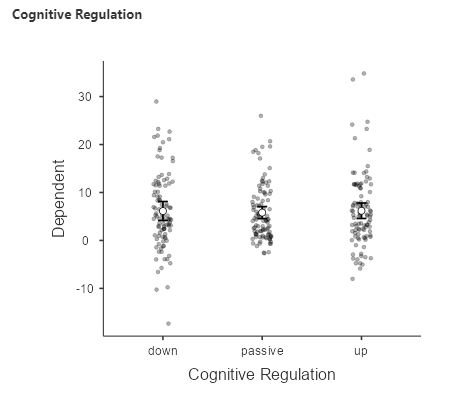 Cognitive Regulation
30
20
10
0
-10
Dependent
down passive up
Cognitive Regulation